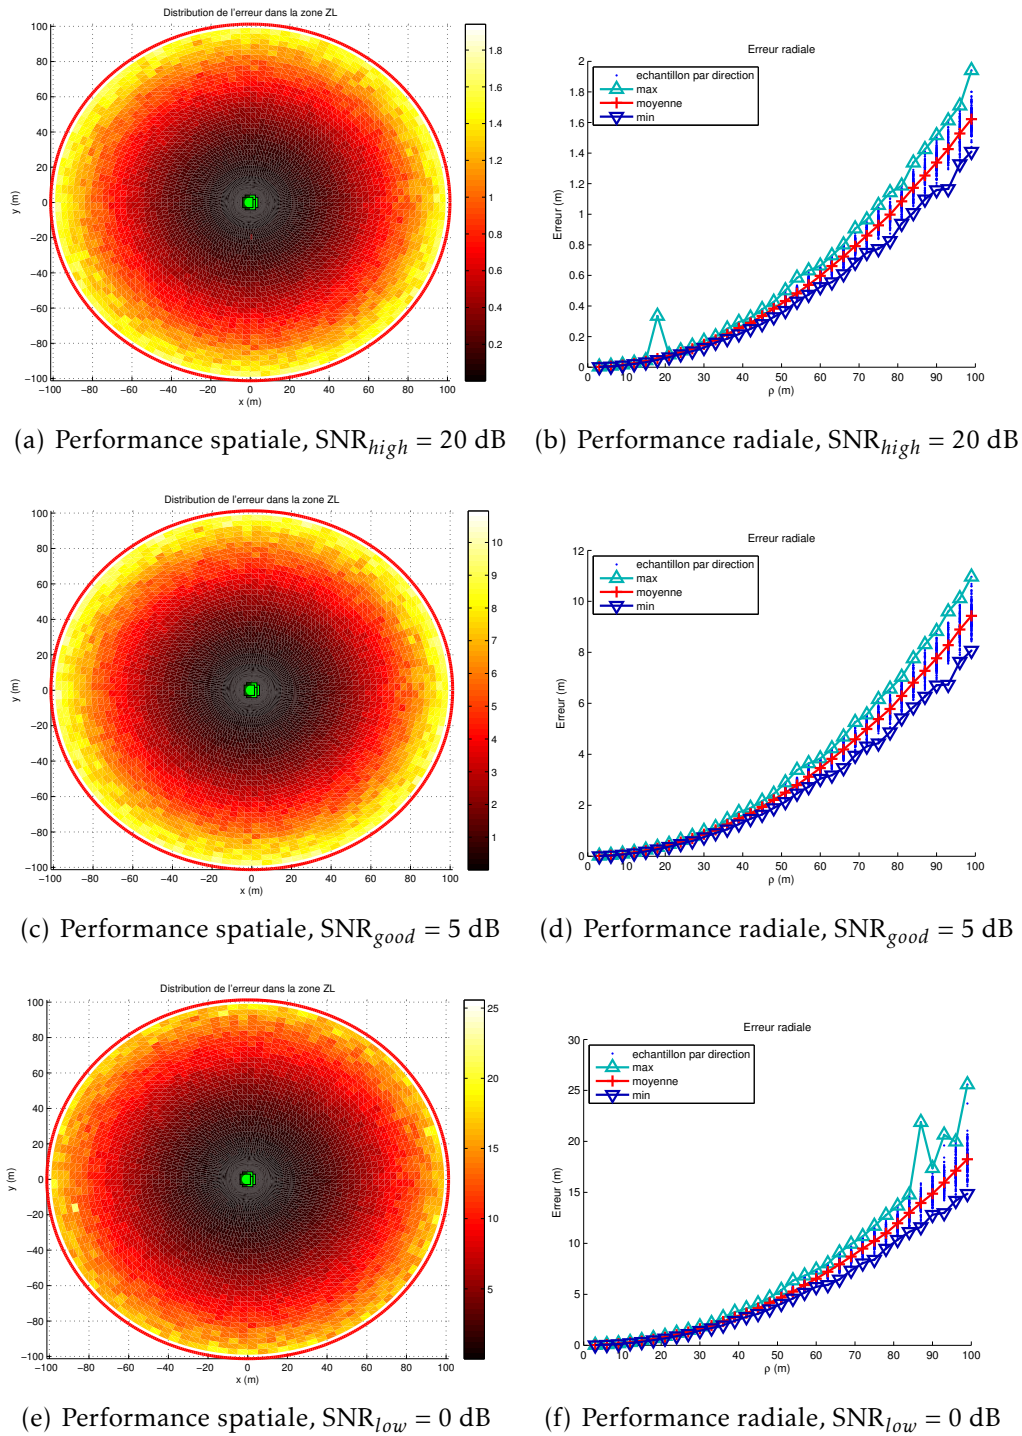 Distribution de l'erreur dans la zone ZL
100
80
60
40
20
0
−20
−40
−60
−80
−100
y (m)
−100 −80 −60 −40 −20 0 20 40 60 80 100
x (m)
1.8
1.6
1.4
1.2
1
0.8
0.6
0.4
0.2
Erreur radiale
echantillon par direction
max
moyenne
min
2
1.8
1.6
1.4
1.2
1
0.8
0.6
0.4
0.2
0
Erreur (m)
0 10 20 30 40 50 60 70 80 90 100
ρ (m)
(a) Performance spatiale, SNRhigh = 20 dB
(b) Performance radiale, SNRhigh = 20 dB
Distribution de l'erreur dans la zone ZL
100
80
60
40
20
0
−20
−40
−60
−80
−100
y (m)
−100 −80 −60 −40 −20 0 20 40 60 80 100
x (m)
10
9
8
7
6
5
4
3
2
1
Erreur radiale
echantillon par direction
max
moyenne
min
12
10
8
6
4
2
0
Erreur (m)
0 10 20 30 40 50 60 70 80 90 100
ρ (m)
(c) Performance spatiale, SNRgood = 5 dB
(d) Performance radiale, SNRgood = 5 dB
Distribution de l'erreur dans la zone ZL
100
80
60
40
20
0
−20
−40
−60
−80
−100
y (m)
−100 −80 −60 −40 −20 0 20 40 60 80 100
x (m)
25
20
15
10
5
Erreur radiale
echantillon par direction
max
moyenne
min
30
25
20
15
10
5
0
Erreur (m)
0 10 20 30 40 50 60 70 80 90 100
ρ (m)
(e) Performance spatiale, SNRlow = 0 dB
(f) Performance radiale, SNRlow = 0 dB